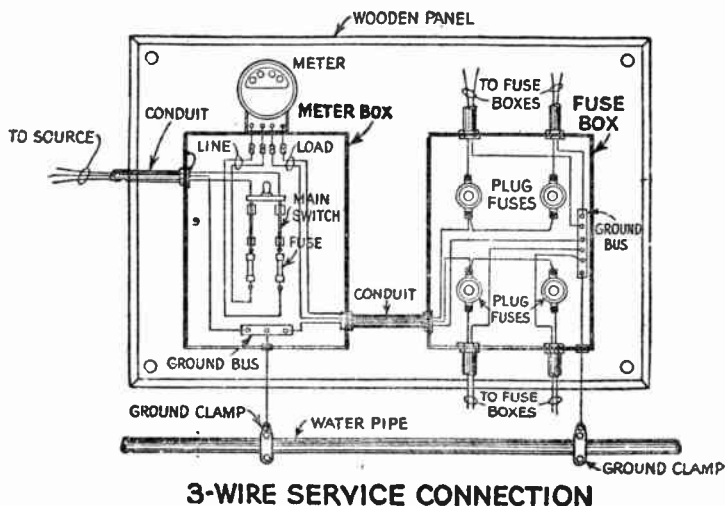 WOODEN PANEL
METER
METER BOX
TO FUSE
BOXES
FUSE
BOX
CONDUIT
TO SOURCE
LINE
LOAD
MAIN
SWITCH
FUSE
PLUG
FUSES
GROUND
BUS
CONDUIT
PLUG
FUSES
GROUND BUS
TO FUSE
BOXES
GROUND CLAMP
WATER PIPE
GROUND CLAMP
3-WIRE SERVICE CONNECTION